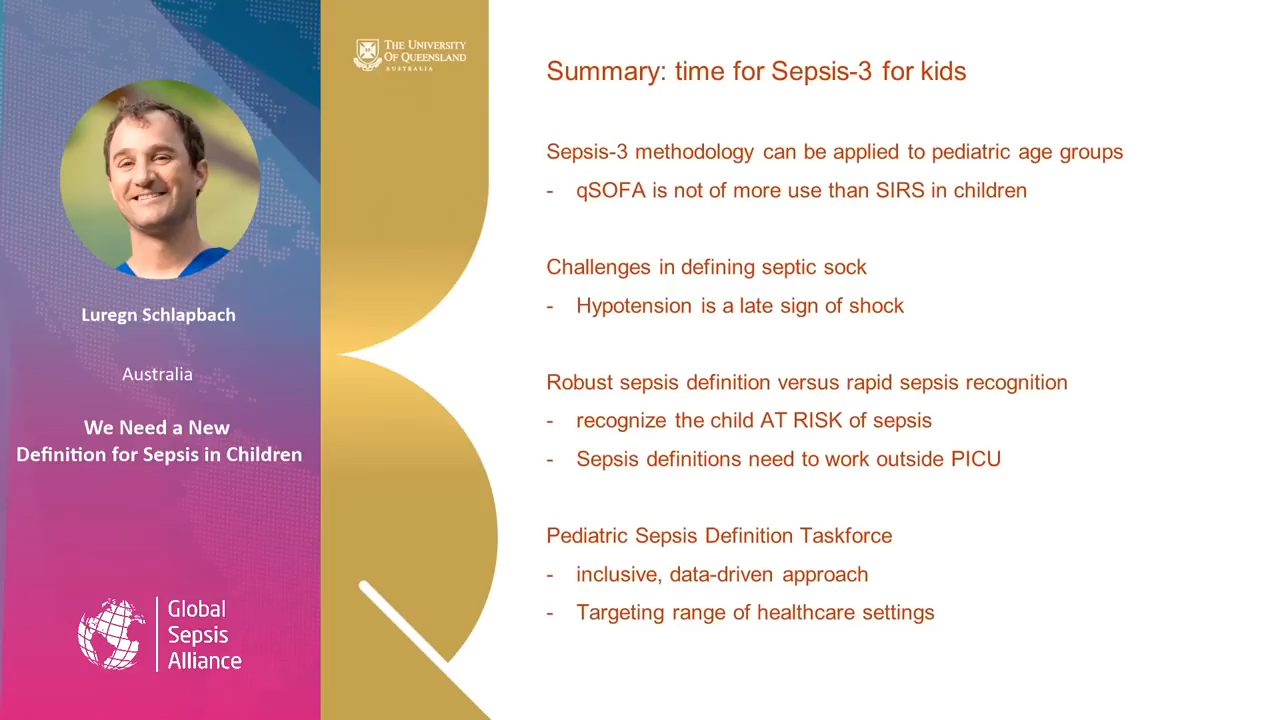 THE UNIVERSITY
OF QUEENSLAND
AUSTRALIA
Luregn Schlapbach
Australia
We Need a New
Definition for Sepsis in Children
Global
Sepsis
Alliance
Summary: time for Sepsis-3 for kids
Sepsis-3 methodology can be applied to pediatric age groups
- qSOFA is not of more use than SIRS in children
Challenges in defining septic sock
- Hypotension is a late sign of shock
Robust sepsis definition versus rapid sepsis recognition
- recognize the child AT RISK of sepsis
- Sepsis definitions need to work outside PICU
Pediatric Sepsis Definition Taskforce
- inclusive, data-driven approach
- Targeting range of healthcare settings